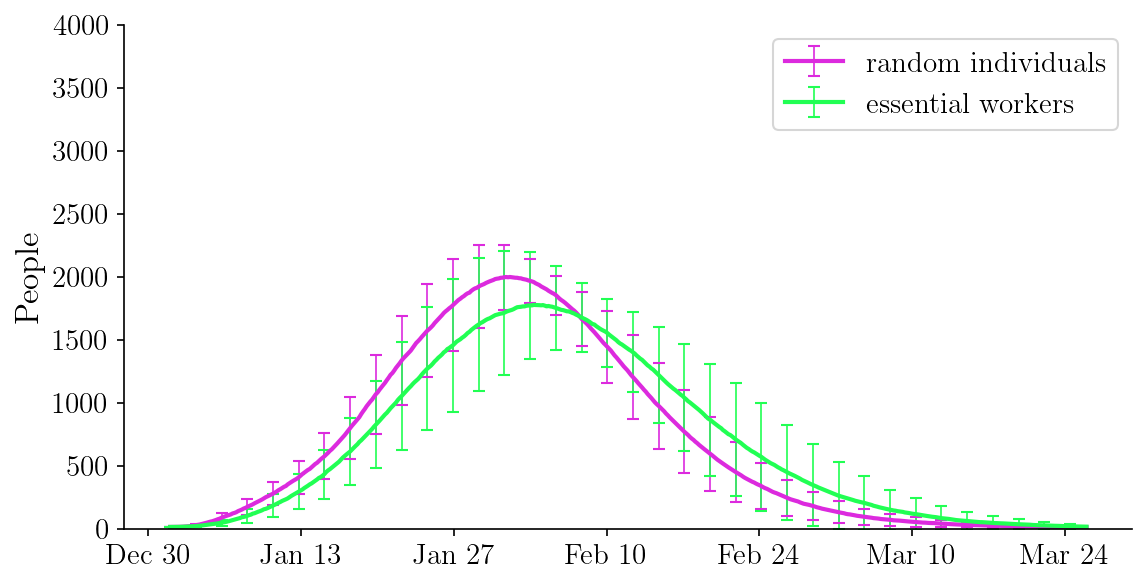 4000
3500
3000
2500
2000
1500
1000
500
0
People
random individuals
essential workers
Dec 30 Jan 13 Jan 27 Feb 10 Feb 24 Mar 10 Mar 24